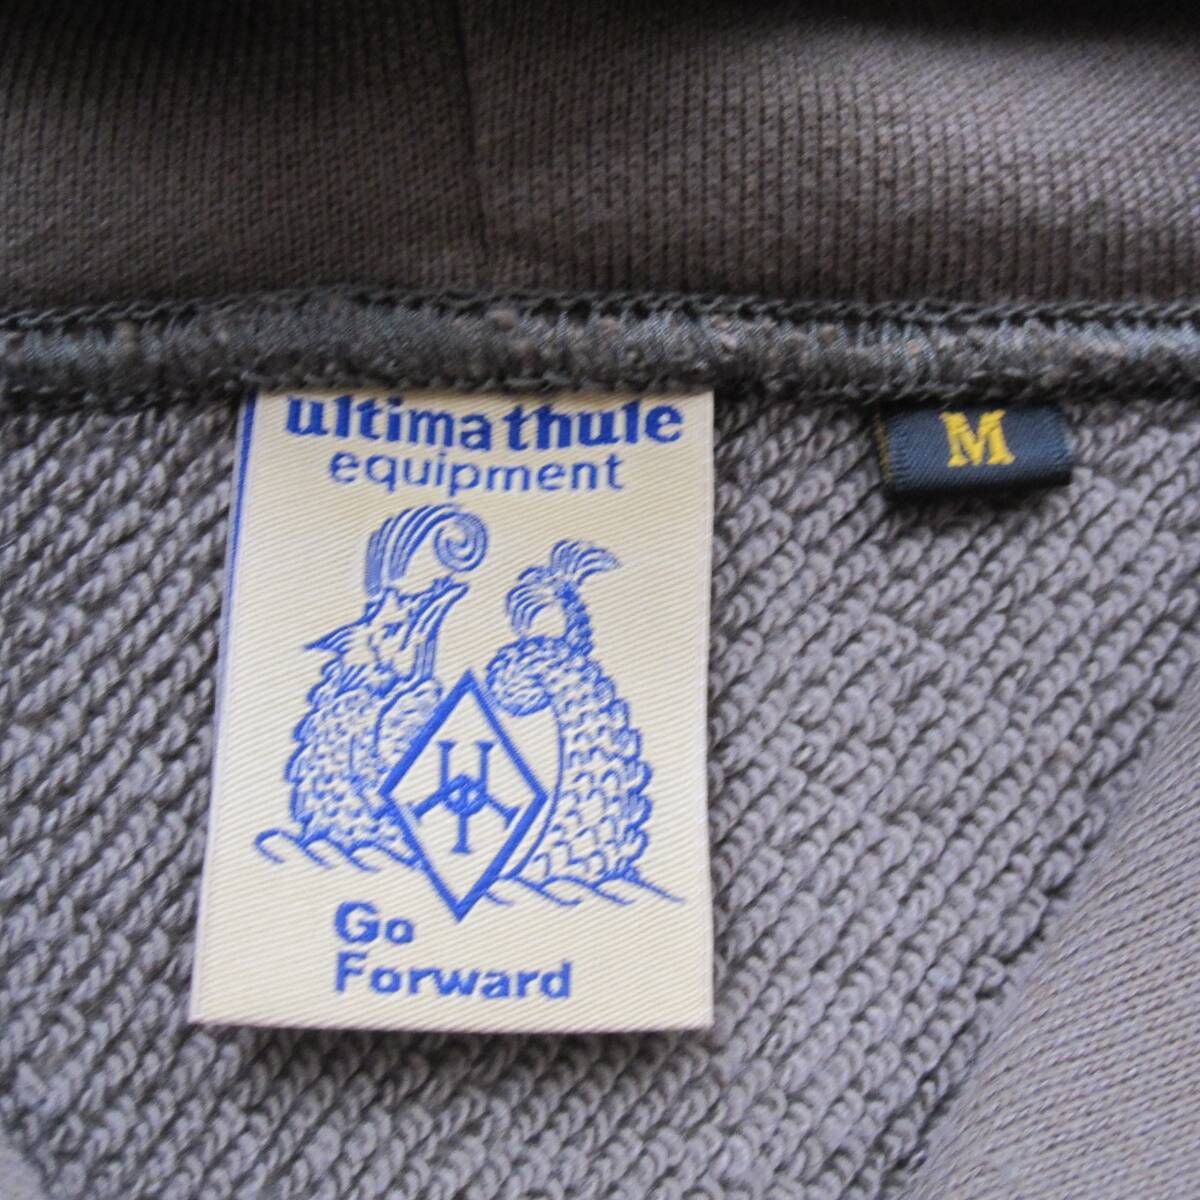 ultima thule
equipment
M
Go
Forward